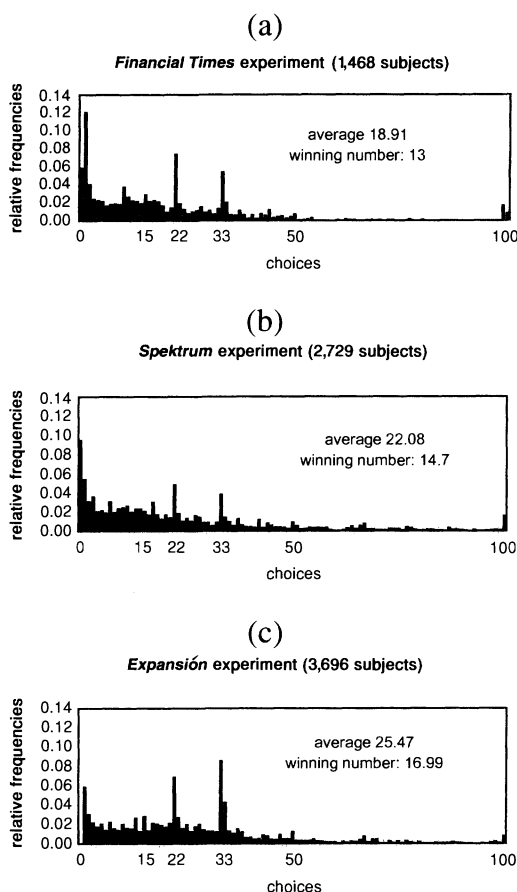 (a)
Financial Times experiment (1,468 subjects)
relative frequencies
0.14
0.12
0.10
0.08
0.06
0.04
0.02
0.00
average 18.91
winning number: 13
0 15 22 33 50 100
choices
(b)
Spektrum experiment (2,729 subjects)
relative frequencies
0.14
0.12
0.10
0.08
0.06
0.04
0.02
0.00
average 22.08
winning number: 14.7
0 15 22 33 50 100
choices
(c)
Expansión experiment (3,696 subjects)
relative frequencies
0.14
0.12
0.10
0.08
0.06
0.04
0.02
0.00
average 25.47
winning number: 16.99
0 15 22 33 50 100
choices